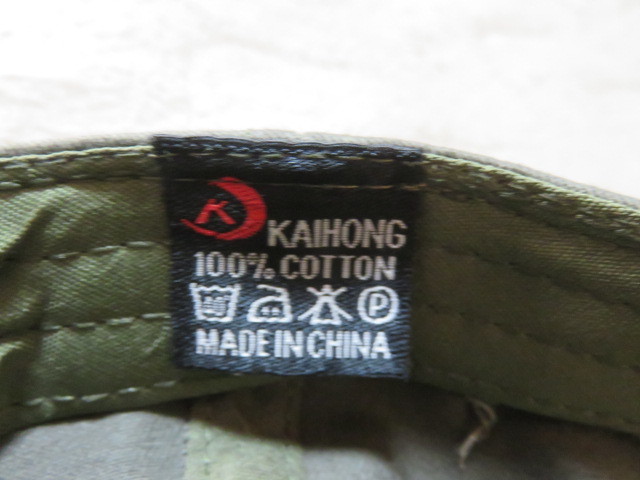 K
KAIHONG
100% COTTON
P
MADE IN CHINA